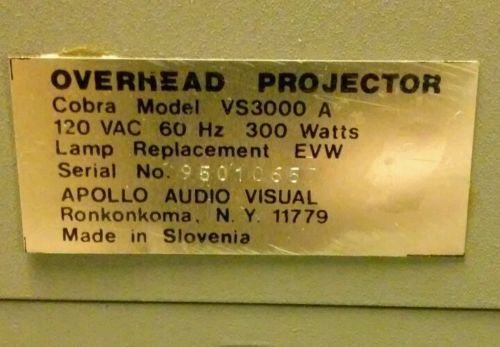 OVERHEAD PROJECTOR
Cobra Model VS3000 A
120 VAC 60 Hz 300 Watts
Lamp Replacement EVW
Serial No.
APOLLO AUDIO VISUAL
Ronkonkoma, N. Y. 11779
Made in Slovenia